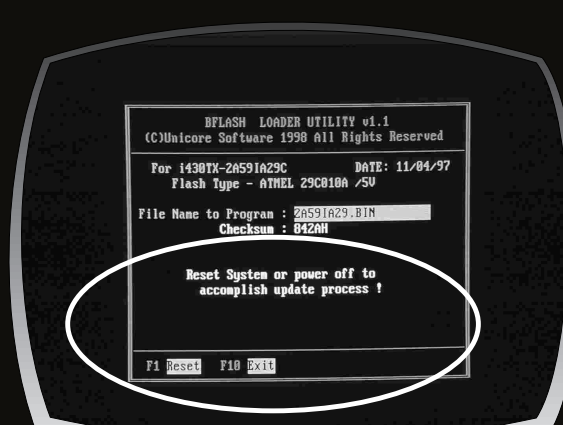 BFLASH LOADER UTILITY v1.1
(C)Unicore Software 1998 All Rights Reserved
For i430TX-2A59IA29C DATE: 11/04/97
Flash Type - ATMEL 29C010A /5V
File Name to Program : 2A59IA29.BIN
Checksum : 842AH
Reset System or power off to
accomplish update process !
F1 Reset F10 Exit